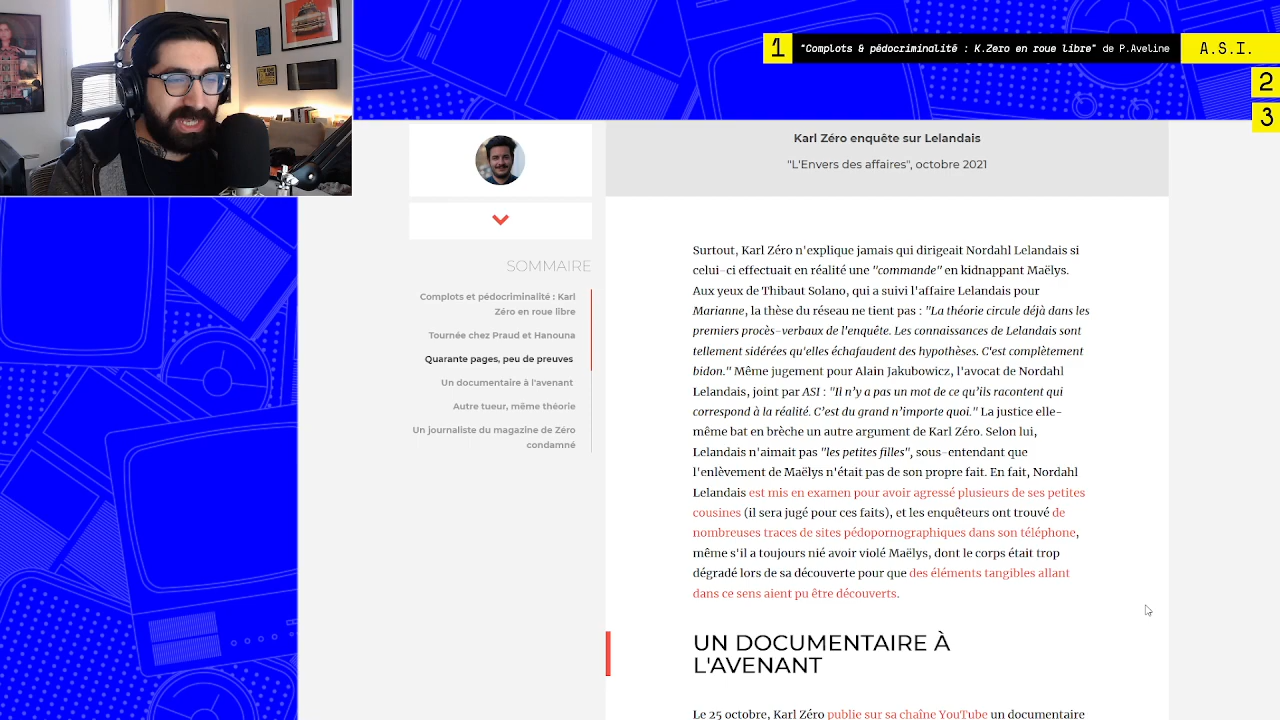 1 "Complots & pédocriminalité : K.Zero en roue libre" de P.Aveline A.S.I.
2
3
Karl Zéro enquête sur Lelandais
"L'Envers des affaires", octobre 2021
SOMMAIRE
Complots et pédocriminalité : Karl
Zéro en roue libre
Tournée chez Praud et Hanouna
Quarante pages, peu de preuves
Un documentaire à l'avenant
Autre tueur, même théorie
Un journaliste du magazine de Zéro
condamné
Surtout, Karl Zéro n'explique jamais qui dirigeait Nordahl Lelandais si
celui-ci effectuait en réalité une "commande" en kidnappant Maëlys.
Aux yeux de Thibaut Solano, qui a suivi l'affaire Lelandais pour
Marianne, la thèse du réseau ne tient pas : "La théorie circule déjà dans les
premiers procès-verbaux de l'enquête. Les connaissances de Lelandais sont
tellement sidérées qu'elles échafaudent des hypothèses. C'est complètement
bidon." Même jugement pour Alain Jakubowicz, l'avocat de Nordahl
Lelandais, joint par ASI : "Il n’y a pas un mot de ce qu’ils racontent qui
correspond à la réalité. C’est du grand n’importe quoi." La justice elle-
même bat en brèche un autre argument de Karl Zéro. Selon lui,
Lelandais n'aimait pas "les petites filles", sous-entendant que
l'enlèvement de Maëlys n'était pas de son propre fait. En fait, Nordahl
Lelandais est mis en examen pour avoir agressé plusieurs de ses petites
cousines (il sera jugé pour ces faits), et les enquêteurs ont trouvé de
nombreuses traces de sites pédopornographiques dans son téléphone,
même s'il a toujours nié avoir violé Maëlys, dont le corps était trop
dégradé lors de sa découverte pour que des éléments tangibles allant
dans ce sens aient pu être découverts.
UN DOCUMENTAIRE À
L'AVENANT
Le 25 octobre, Karl Zéro publie sur sa chaîne YouTube un documentaire